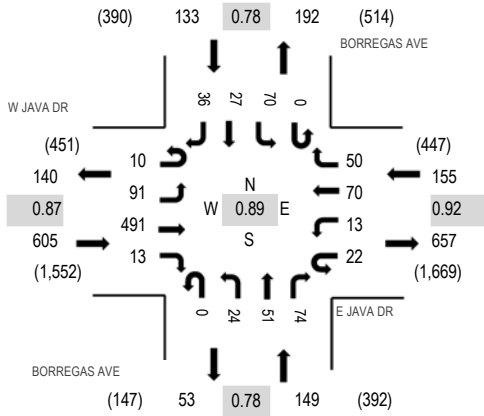 (390) 133 0.78 192 (514)
BORREGAS AVE
W JAVA DR
36 27 70 0
(451) (447)
140 10 50 155
91 N 70
0.87 W 0.89 E 0.92
491 S 13
605 13 22 657
(1,552) (1,669)
0 24 51 74
E JAVA DR
BORREGAS AVE
(147) 53 0.78 149 (392)